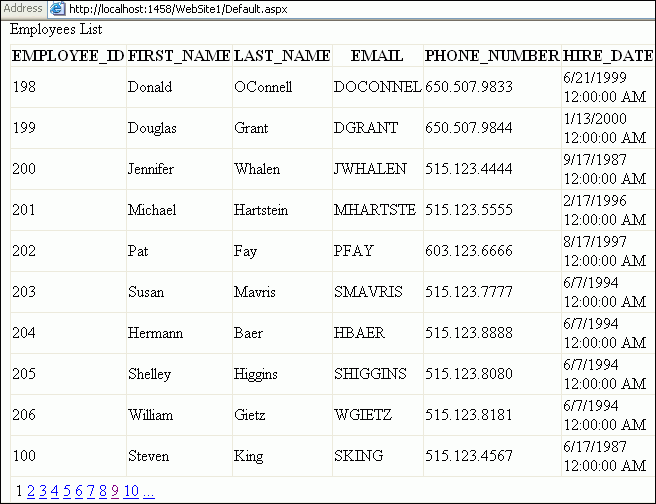 Address http://localhost:1458/WebSite1/Default.aspx
Employees List
EMPLOYEE_ID FIRST_NAME LAST_NAME EMAIL PHONE_NUMBER HIRE_DATE
198 Donald OConnell DOCONNEL 650.507.9833 6/21/1999 12:00:00 AM
199 Douglas Grant DGRANT 650.507.9844 1/13/2000 12:00:00 AM
200 Jennifer Whalen JWHALEN 515.123.4444 9/17/1987 12:00:00 AM
201 Michael Hartstein MHARTSTE 515.123.5555 2/17/1996 12:00:00 AM
202 Pat Fay PFAY 603.123.6666 8/17/1997 12:00:00 AM
203 Susan Mavris SMAVRIS 515.123.7777 6/7/1994 12:00:00 AM
204 Hermann Baer HBAER 515.123.8888 6/7/1994 12:00:00 AM
205 Shelley Higgins SHIGGINS 515.123.8080 6/7/1994 12:00:00 AM
206 William Gietz WGIETZ 515.123.8181 6/7/1994 12:00:00 AM
100 Steven King SKING 515.123.4567 6/17/1987 12:00:00 AM
1 2 3 4 5 6 7 8 9 10 ...